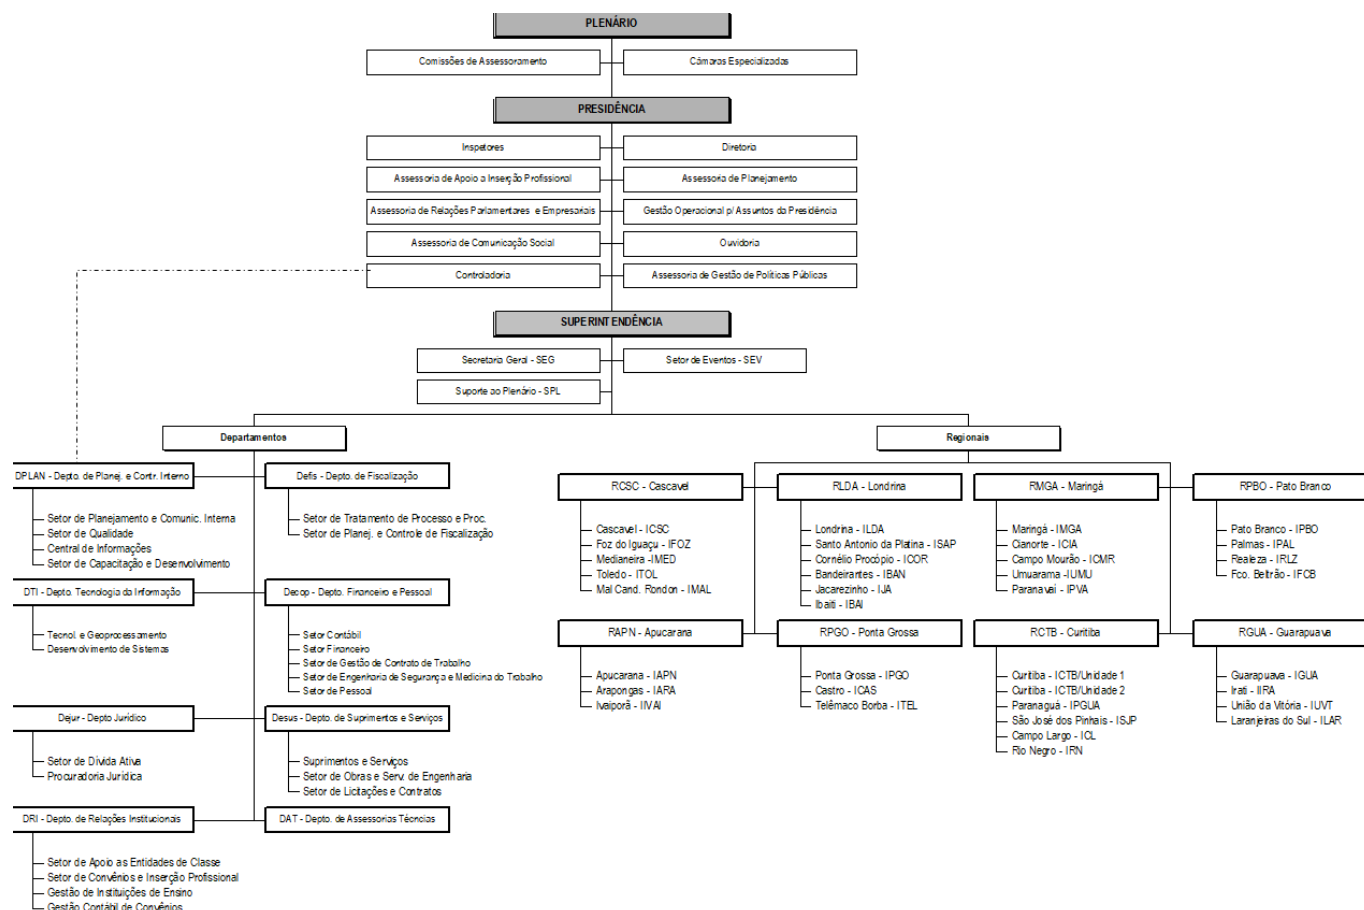 PLENÁRIO
Comissões de Assessoramento
Câmaras Especializadas
PRESIDÊNCIA
Inspetores
Diretoria
Assessoria de Apoio a Inserção Profissional
Assessoria de Planejamento
Assessoria de Relações Parlamentares e Empresariais
Gestão Operacional p/ Assuntos da Presidência
Assessoria de Comunicação Social
Ouvidoria
Controladoria
Assessoria de Gestão de Políticas Públicas
SUPERINTENDÊNCIA
Secretaria Geral - SEG
Setor de Eventos - SEV
Suporte ao Plenário - SPL
Departamentos
DPLAN - Depto. de Planej. e Contr. Interno
Setor de Planejamento e Comunic. Interna
Setor de Qualidade
Central de Informações
Setor de Capacitação e Desenvolvimento
Defis - Depto. de Fiscalização
Setor de Tratamento de Processo e Proc.
Setor de Planej. e Controle de Fiscalização
DTI - Depto. Tecnologia da Informação
Tecnol. e Geoprocessamento
Desenvolvimento de Sistemas
Decop - Depto. Financeiro e Pessoal
Setor Contábil
Setor Financeiro
Setor de Gestão de Contrato de Trabalho
Setor de Engenharia de Segurança e Medicina do Trabalho
Setor de Pessoal
Dejur - Depto Jurídico
Setor de Dívida Ativa
Procuradoria Jurídica
Desus - Depto. de Suprimentos e Serviços
Suprimentos e Serviços
Setor de Obras e Serv. de Engenharia
Setor de Licitações e Contratos
DRI - Depto. de Relações Institucionais
Setor de Apoio as Entidades de Classe
Setor de Convênios e Inserção Profissional
Gestão de Instituições de Ensino
Gestão Contábil de Convênios
DAT - Depto. de Assessorias Técncias
Regionais
RCSC - Cascavel
Cascavel - ICSC
Foz do Iguaçu - IFOZ
Medianeira -IMED
Toledo - ITOL
Mal Cand. Rondon - IMAL
RLDA - Londrina
Londrina - ILDA
Santo Antonio da Platina - ISAP
Cornélio Procópio - ICOR
Bandeirantes - IBAN
Jacarezinho - IJA
Ibaiti - IBAI
RMGA - Maringá
Maringá - IMGA
Cianorte - ICIA
Campo Mourão - ICMR
Umuarama -IUMU
Paranavaí - IPVA
RPBO - Pato Branco
Pato Branco - IPBO
Palmas - IPAL
Realeza - IRLZ
Fco. Beltrão - IFCB
RAPN - Apucarana
Apucarana - IAPN
Arapongas - IARA
Ivaiporã - IIVAI
RPGO - Ponta Grossa
Ponta Grossa - IPGO
Castro - ICAS
Telêmaco Borba - ITEL
RCTB - Curitiba
Curitiba - ICTB/Unidade 1
Curitiba - ICTB/Unidade 2
Paranaguá - IPGUA
São José dos Pinhais - ISJP
Campo Largo - ICL
Rio Negro - IRN
RGUA - Guarapuava
Guarapuava - IGUA
Irati - IIRA
União da Vitória - IUVT
Laranjeiras do Sul - ILAR